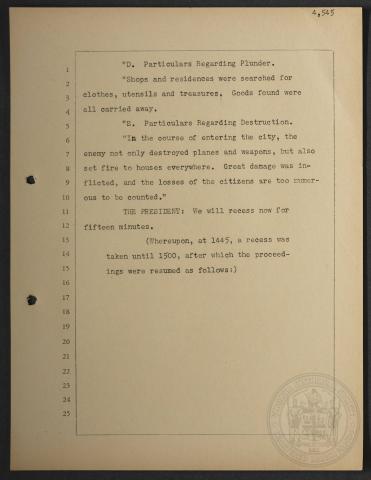 4,545
1 "D. Particulars Regarding Plunder.
2 "Shops and residences were searched for
3 clothes, utensils and treasures. Goods found were
4 all carried away.
5 "E. Particulars Regarding Destruction.
6 "In the course of entering the city, the
7 enemy not only destroyed planes and weapons, but also
8 set fire to houses everywhere. Great damage was in-
9 flicted, and the losses of the citizens are too numer-
10 ous to be counted."
11 THE PRESIDENT: We will recess now for
12 fifteen minutes.
13 (Whereupon, at 1445, a recess was
14 taken until 1500, after which the proceed-
15 ings were resumed as follows:)
16
17
18
19
20
21
22
23
24
25